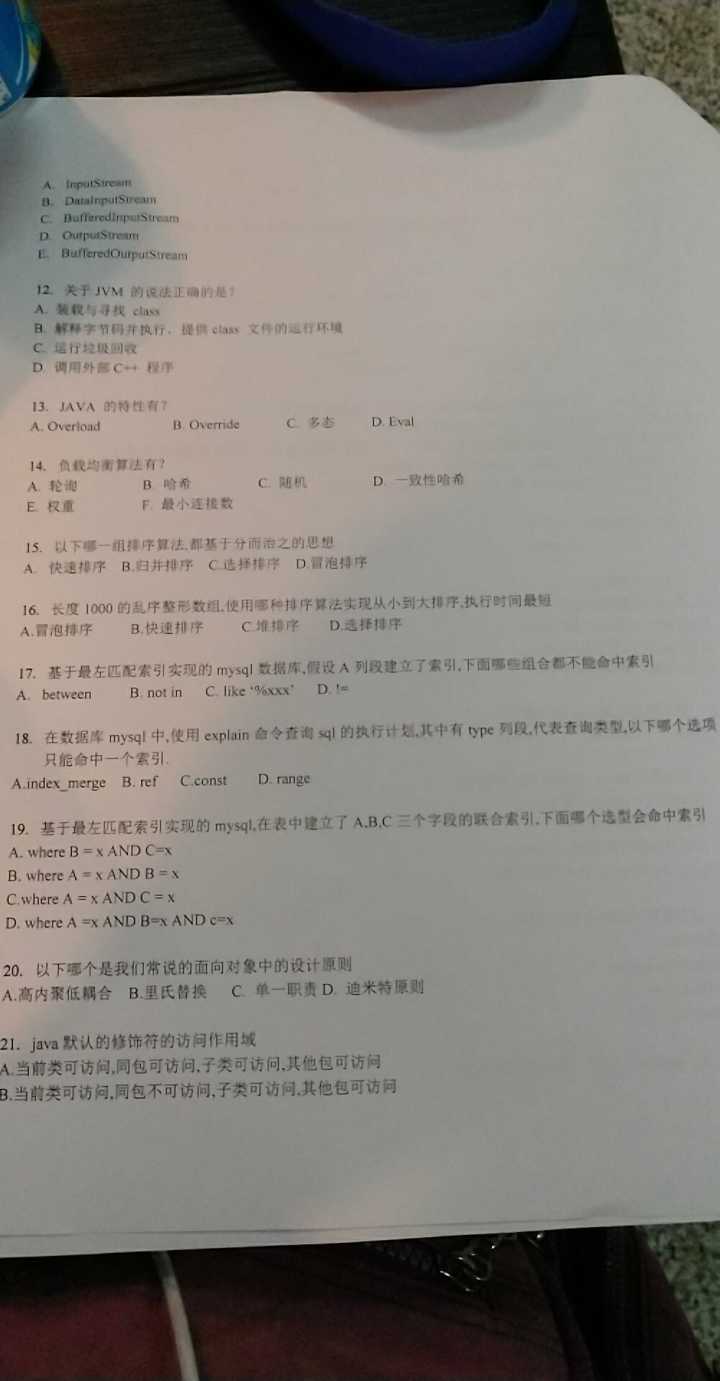 A. InputStream
B. DataInputStream
C. BufferedInputStream
D. OutputStream
E. BufferedOutputStream
12. 关于 JVM 的说法正确的是？
A. 装载与寻找 class
B. 解释字节码并执行，提供 class 文件的运行环境
C. 运行垃圾回收
D. 调用外部 C++ 程序
13. JAVA 的特性有？
A. Overload B. Override C. 多态 D. Eval
14. 负载均衡算法有？
A. 轮询 B. 哈希 C. 随机 D. 一致性哈希
E. 权重 F. 最小连接数
15. 以下哪一组排序算法,都基于分而治之的思想
A. 快速排序 B.归并排序 C.选择排序 D.冒泡排序
16. 长度 1000 的乱序整形数组,使用哪种排序算法实现从小到大排序,执行时间最短
A.冒泡排序 B.快速排序 C.堆排序 D.选择排序
17. 基于最左匹配索引实现的 mysql 数据库,假设 A 列段建立了索引,下面哪些组合都不能命中索引
A. between B. not in C. like ‘%xxx’ D. !=
18. 在数据库 mysql 中,使用 explain 命令查询 sql 的执行计划,其中有 type 列段,代表查询类型,以下哪个选项
只能命中一个索引.
A.index_merge B. ref C.const D. range
19. 基于最左匹配索引实现的 mysql,在表中建立了 A,B,C 三个字段的联合索引,下面哪个选型会命中索引
A. where B = x AND C=x
B. where A = x AND B = x
C.where A = x AND C = x
D. where A =x AND B=x AND c=x
20. 以下哪个是我们常说的面向对象中的设计原则
A.高内聚低耦合 B.里氏替换 C. 单一职责 D. 迪米特原则
21. java 默认的修饰符的访问作用域
A.当前类可访问,同包可访问,子类可访问,其他包可访问
B.当前类可访问,同包不可访问,子类可访问,其他包可访问